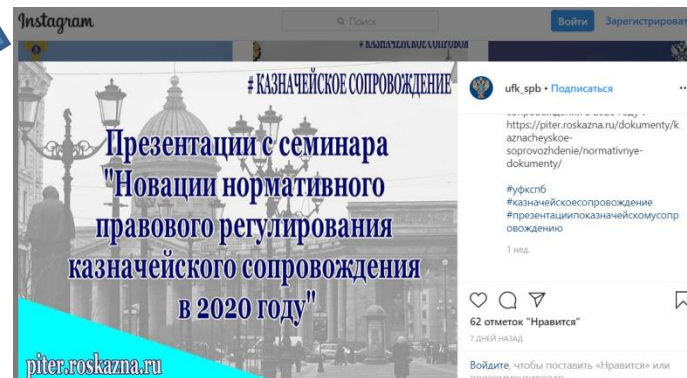 Instagram
Поиск
Войти
Зарегистрироват
# КАЗНАЧЕЙСКОЕ СОПРОВОЖДЕНИЕ
Презентации с семинара
"Новации нормативного
правового регулирования
казначейского сопровождения
в 2020 году"
piter.roskazna.ru
ufk_spb • Подписаться
https://piter.roskazna.ru/dokumenty/k
aznacheyskoe-
soprovozhdenie/normativnye-
dokumenty/
#уфкспб
#казначейскоесопровождение
#презентациипоказначейскомусопр
овождению
1 нед.
62 отметок "Нравится"
7 ДНЕЙ НАЗАД
Войдите, чтобы поставить «Нравится» или